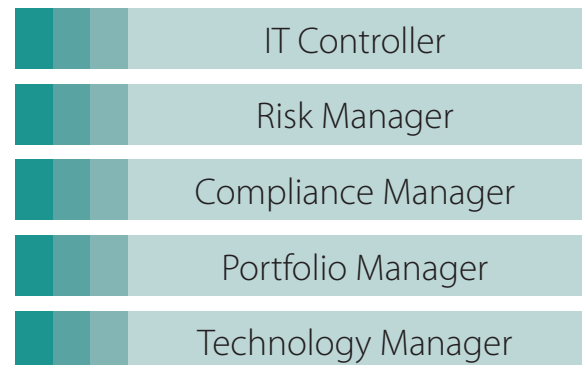 IT Controller
Risk Manager
Compliance Manager
Portfolio Manager
Technology Manager